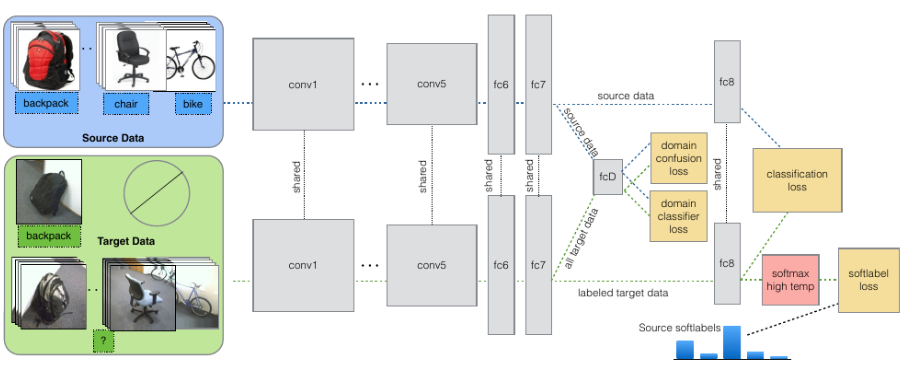 backpack
chair
bike
Source Data
backpack
Target Data
?
conv1
conv5
fc6
fc7
source data
fc8
shared
shared
shared
shared
shared
source data
fcD
all target data
domain
confusion
loss
domain
classifier
loss
classification
loss
conv1
conv5
fc6
fc7
labeled target data
fc8
softmax
high temp
softlabel
loss
Source softlabels